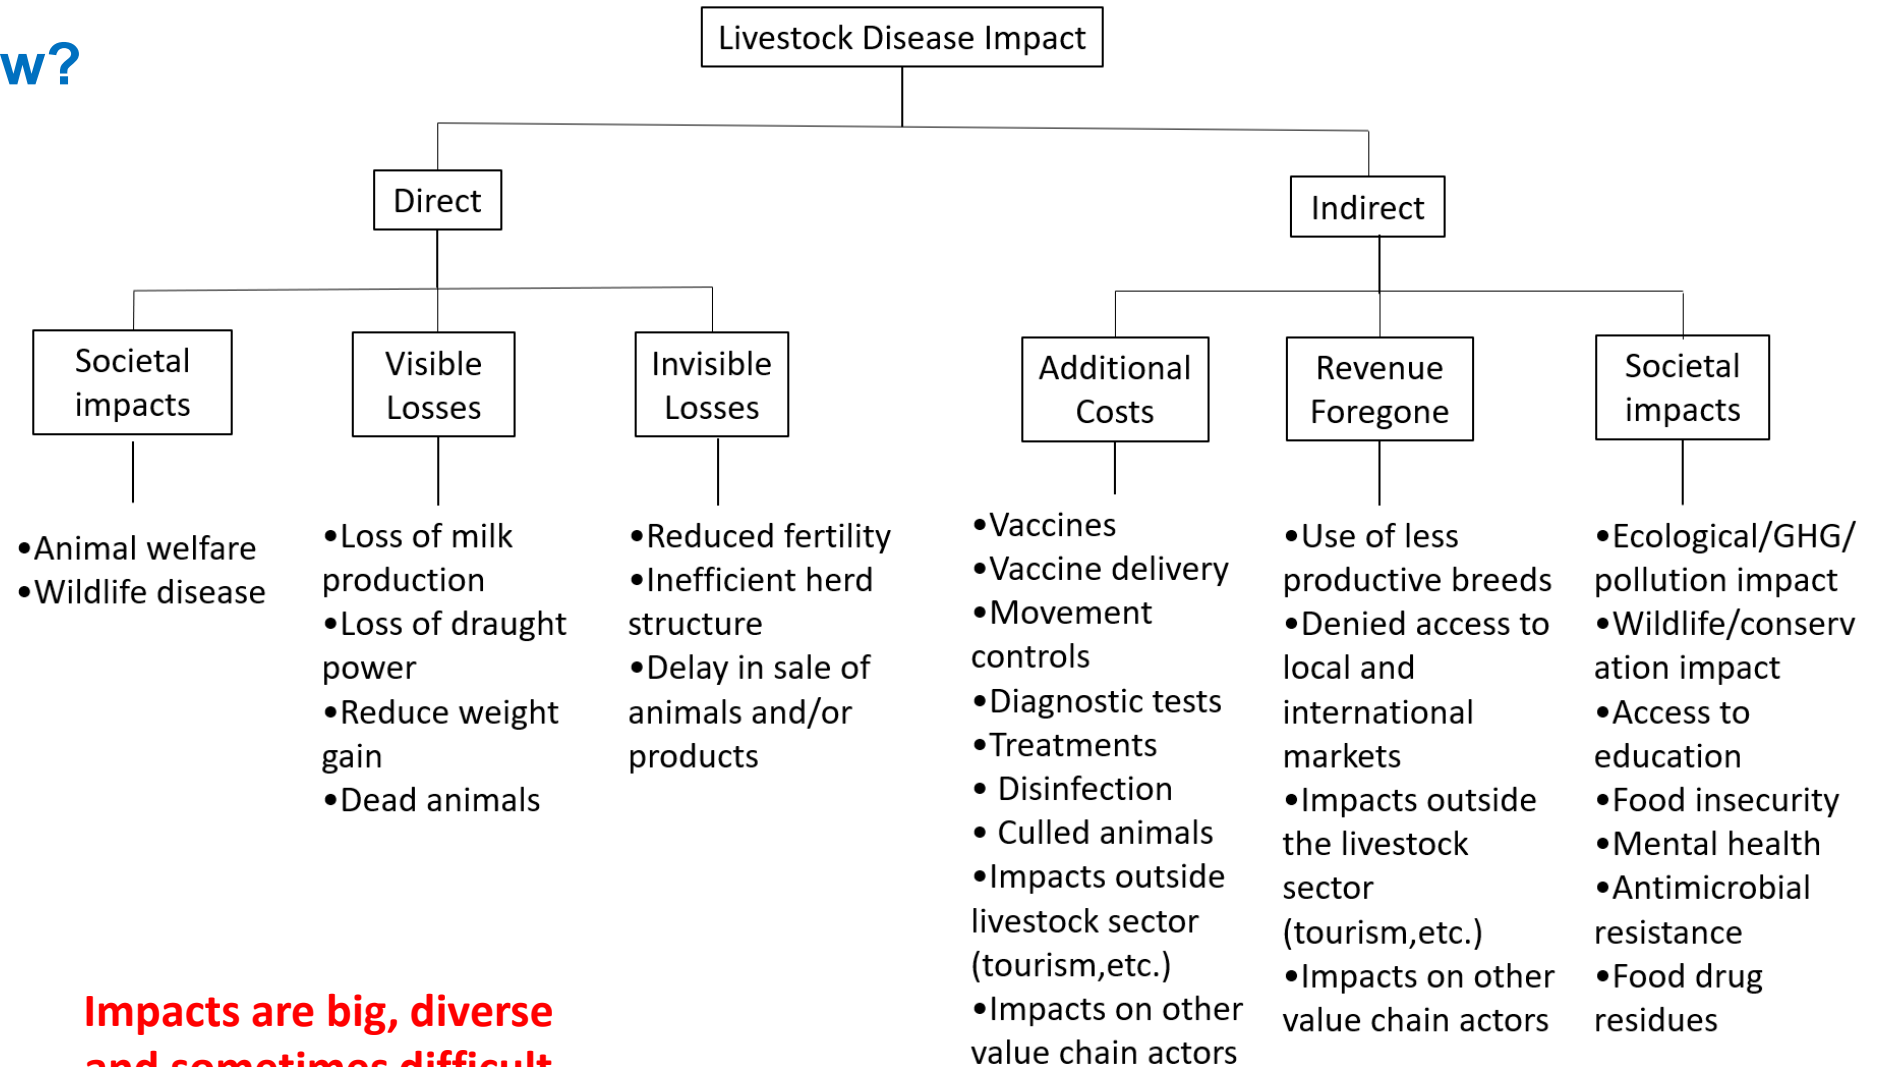 w?
Livestock Disease Impact
Direct
Indirect
Societal
impacts
Visible
Losses
Invisible
Losses
Additional
Costs
Revenue
Foregone
Societal
impacts
•Animal welfare
•Wildlife disease
•Loss of milk
production
•Loss of draught
power
•Reduce weight
gain
•Dead animals
•Reduced fertility
•Inefficient herd
structure
•Delay in sale of
animals and/or
products
•Vaccines
•Vaccine delivery
•Movement
controls
•Diagnostic tests
•Treatments
• Disinfection
• Culled animals
•Impacts outside
livestock sector
(tourism,etc.)
•Impacts on other
value chain actors
•Use of less
productive breeds
•Denied access to
local and
international
markets
•Impacts outside
the livestock
sector
(tourism,etc.)
•Impacts on other
value chain actors
•Ecological/GHG/
pollution impact
•Wildlife/conserv
ation impact
•Access to
education
•Food insecurity
•Mental health
•Antimicrobial
resistance
•Food drug
residues
Impacts are big, diverse
and sometimes difficult